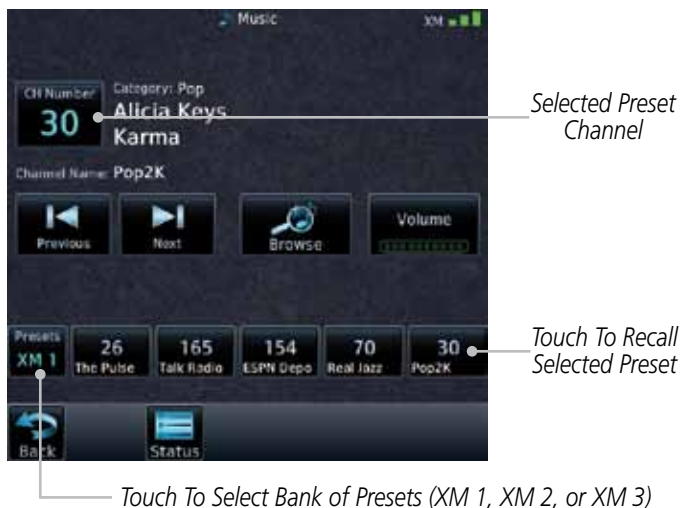 Music
XM
CH Number
30
Category: Pop
Alicia Keys
Karma
Selected Preset
Channel
Channel Name: Pop2K
Previous
Next
Browse
Volume
Presets
XM 1
26
The Pulse
165
Talk Radio
154
ESPN Depo
70
Real Jazz
30
Pop2K
Touch To Recall
Selected Preset
Back
Status
Touch To Select Bank of Presets (XM 1, XM 2, or XM 3)